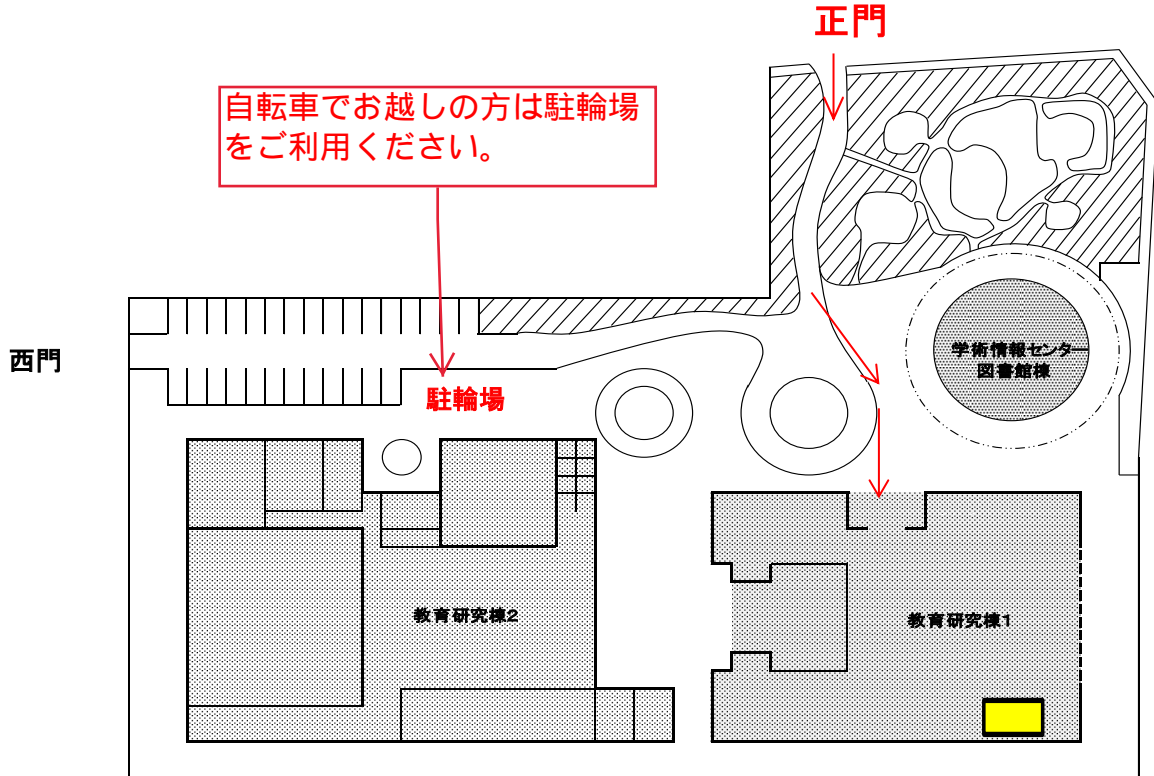 正門
自転車でお越しの方は駐輪場
をご利用ください。
西門
学術情報センター
図書館棟
駐輪場
教育研究棟2
教育研究棟1